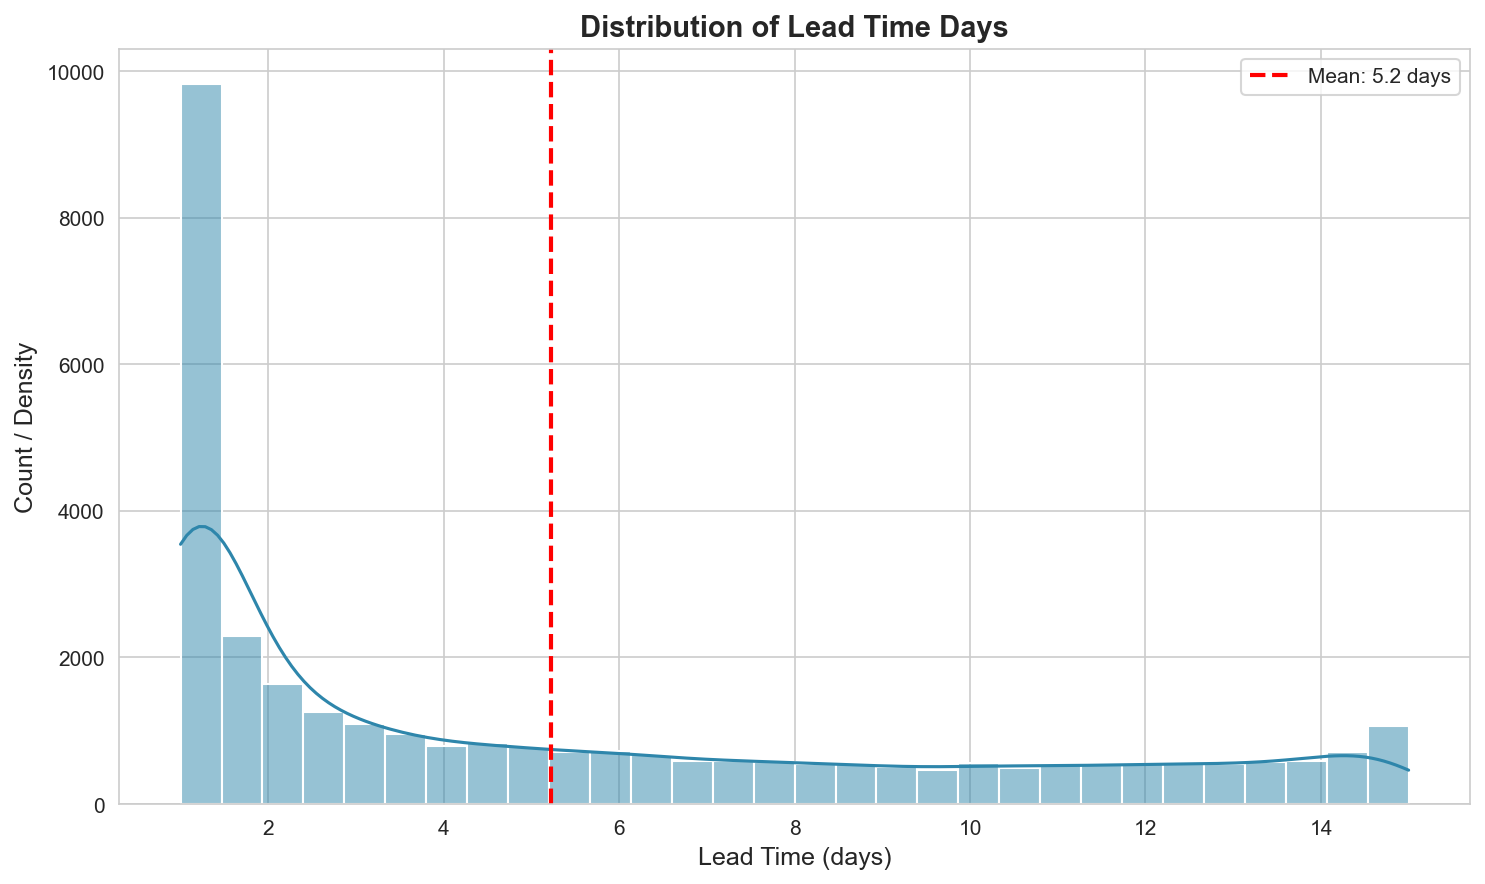 Distribution of Lead Time Days
Mean: 5.2 days
Count / Density
10000
8000
6000
4000
2000
0
2 4 6 8 10 12 14
Lead Time (days)